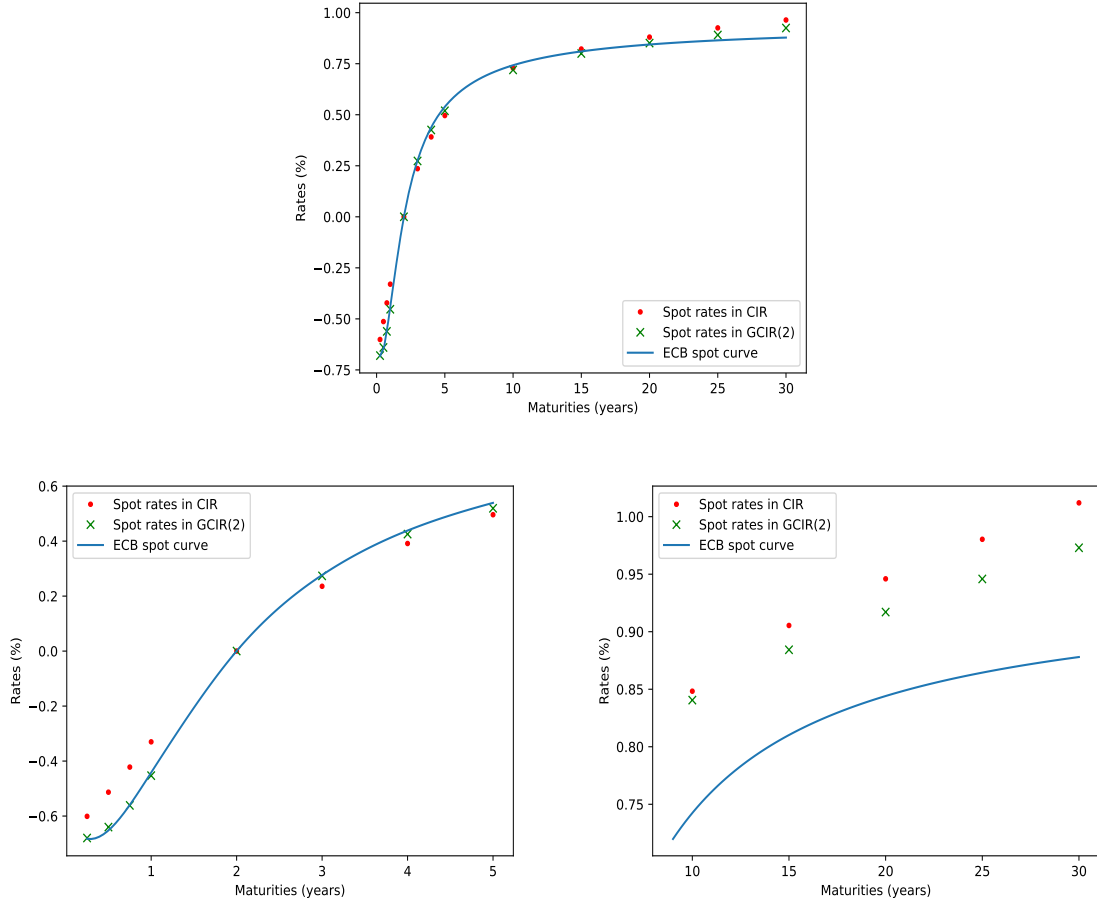 1.00
0.75
0.50
0.25
0.00
−0.25
−0.50
−0.75
Rates (%)
Spot rates in CIR
Spot rates in GCIR(2)
ECB spot curve
0 5 10 15 20 25 30
Maturities (years)
0.6
0.4
0.2
0.0
−0.2
−0.4
−0.6
Rates (%)
Spot rates in CIR
Spot rates in GCIR(2)
ECB spot curve
1 2 3 4 5
Maturities (years)
1.00
0.95
0.90
0.85
0.80
0.75
Rates (%)
Spot rates in CIR
Spot rates in GCIR(2)
ECB spot curve
10 15 20 25 30
Maturities (years)